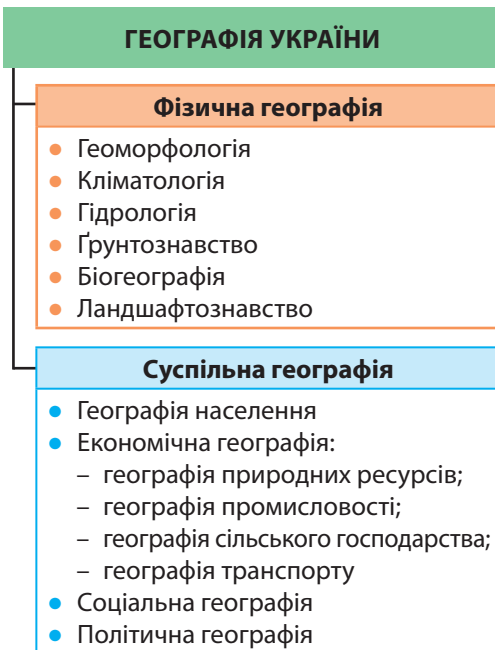 ГЕОГРАФІЯ УКРАЇНИ
Фізична географія
● Геоморфологія
● Кліматологія
● Гідрологія
● Ґрунтознавство
● Біогеографія
● Ландшафтознавство
Суспільна географія
● Географія населення
● Економічна географія:
– географія природних ресурсів;
– географія промисловості;
– географія сільського господарства;
– географія транспорту
● Соціальна географія
● Політична географія